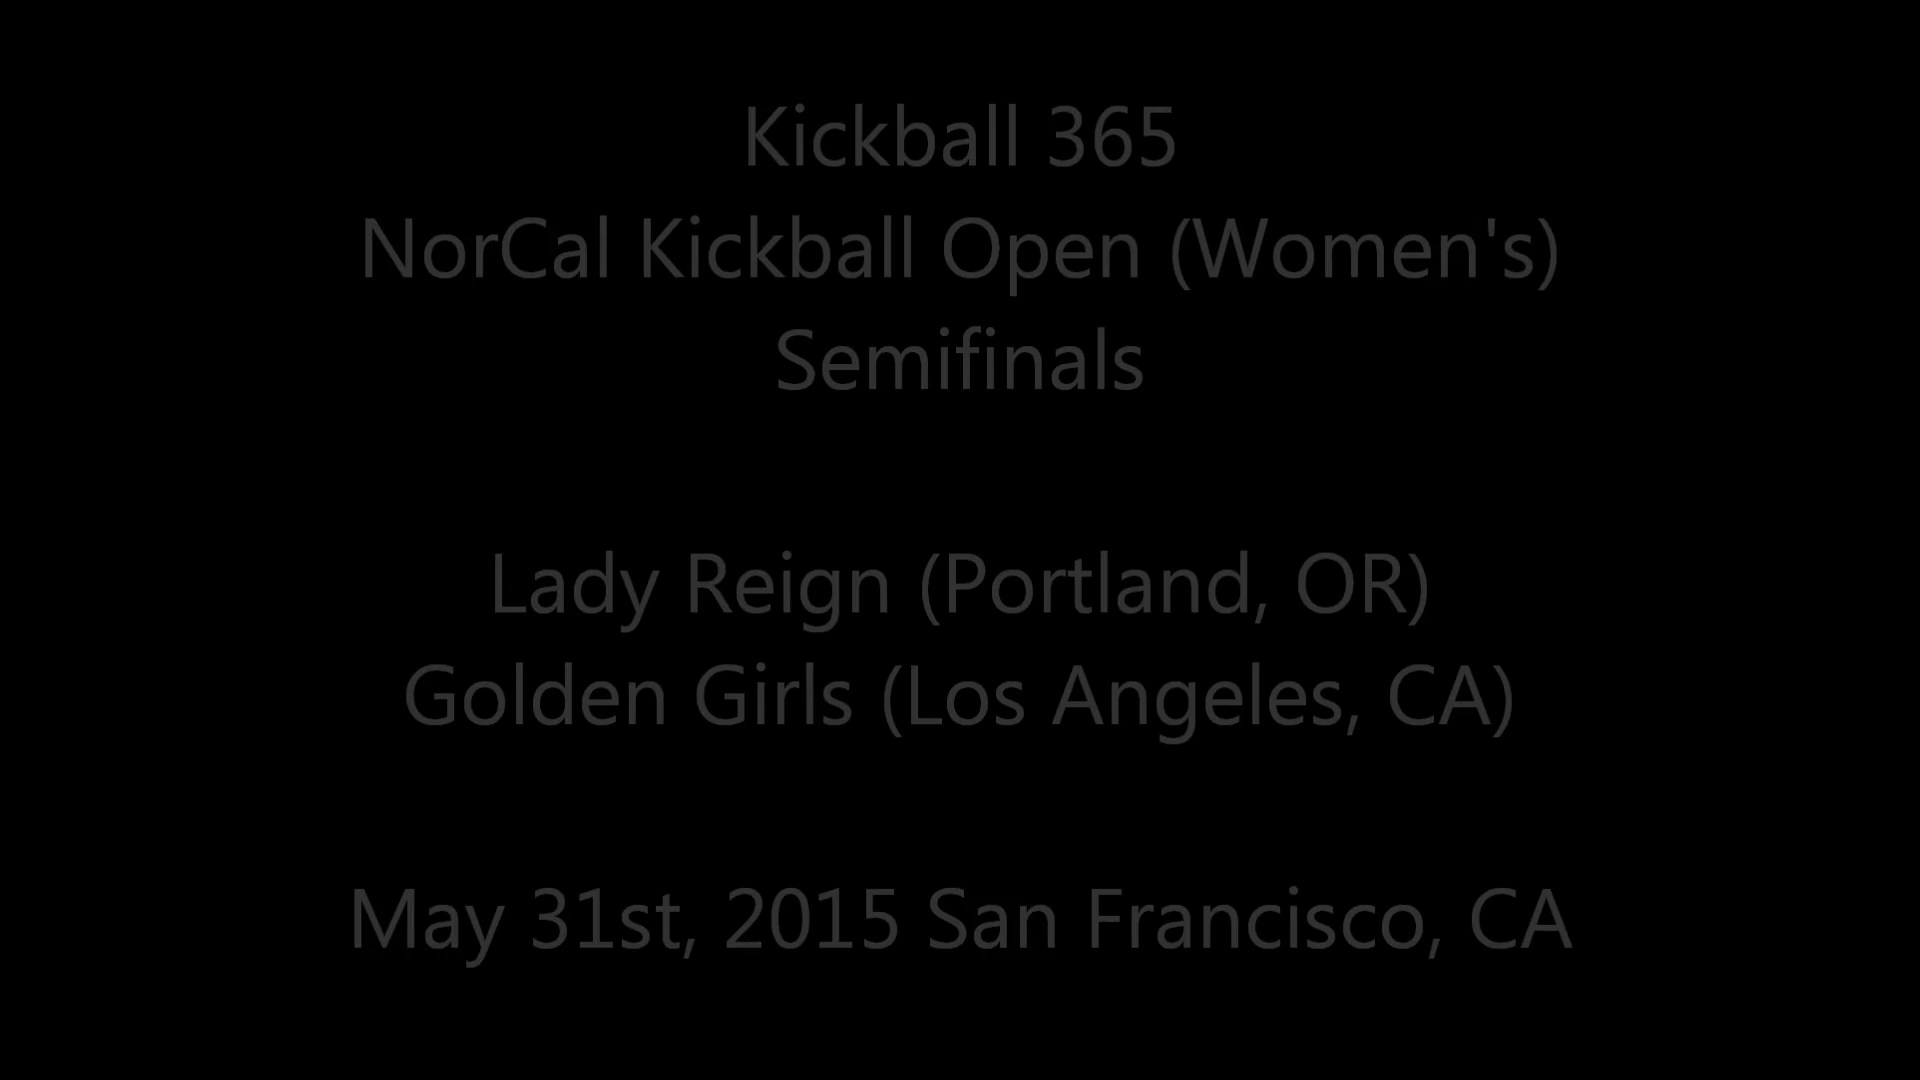 Kickball 365
NorCal Kickball Open (Women's)
Semifinals
Lady Reign (Portland, OR)
Golden Girls (Los Angeles, CA)
May 31st, 2015 San Francisco, CA